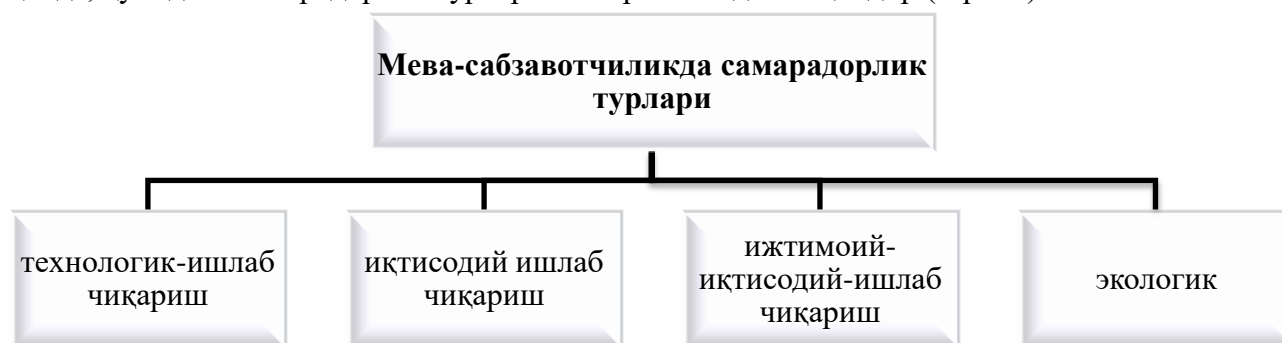 Мева-сабзавотчиликда самарадорлик
турлари
технологик-ишлаб
чиқариш
иқтисодий ишлаб
чиқариш
ижтимоий-
иқтисодий-ишлаб
чиқариш
экологик